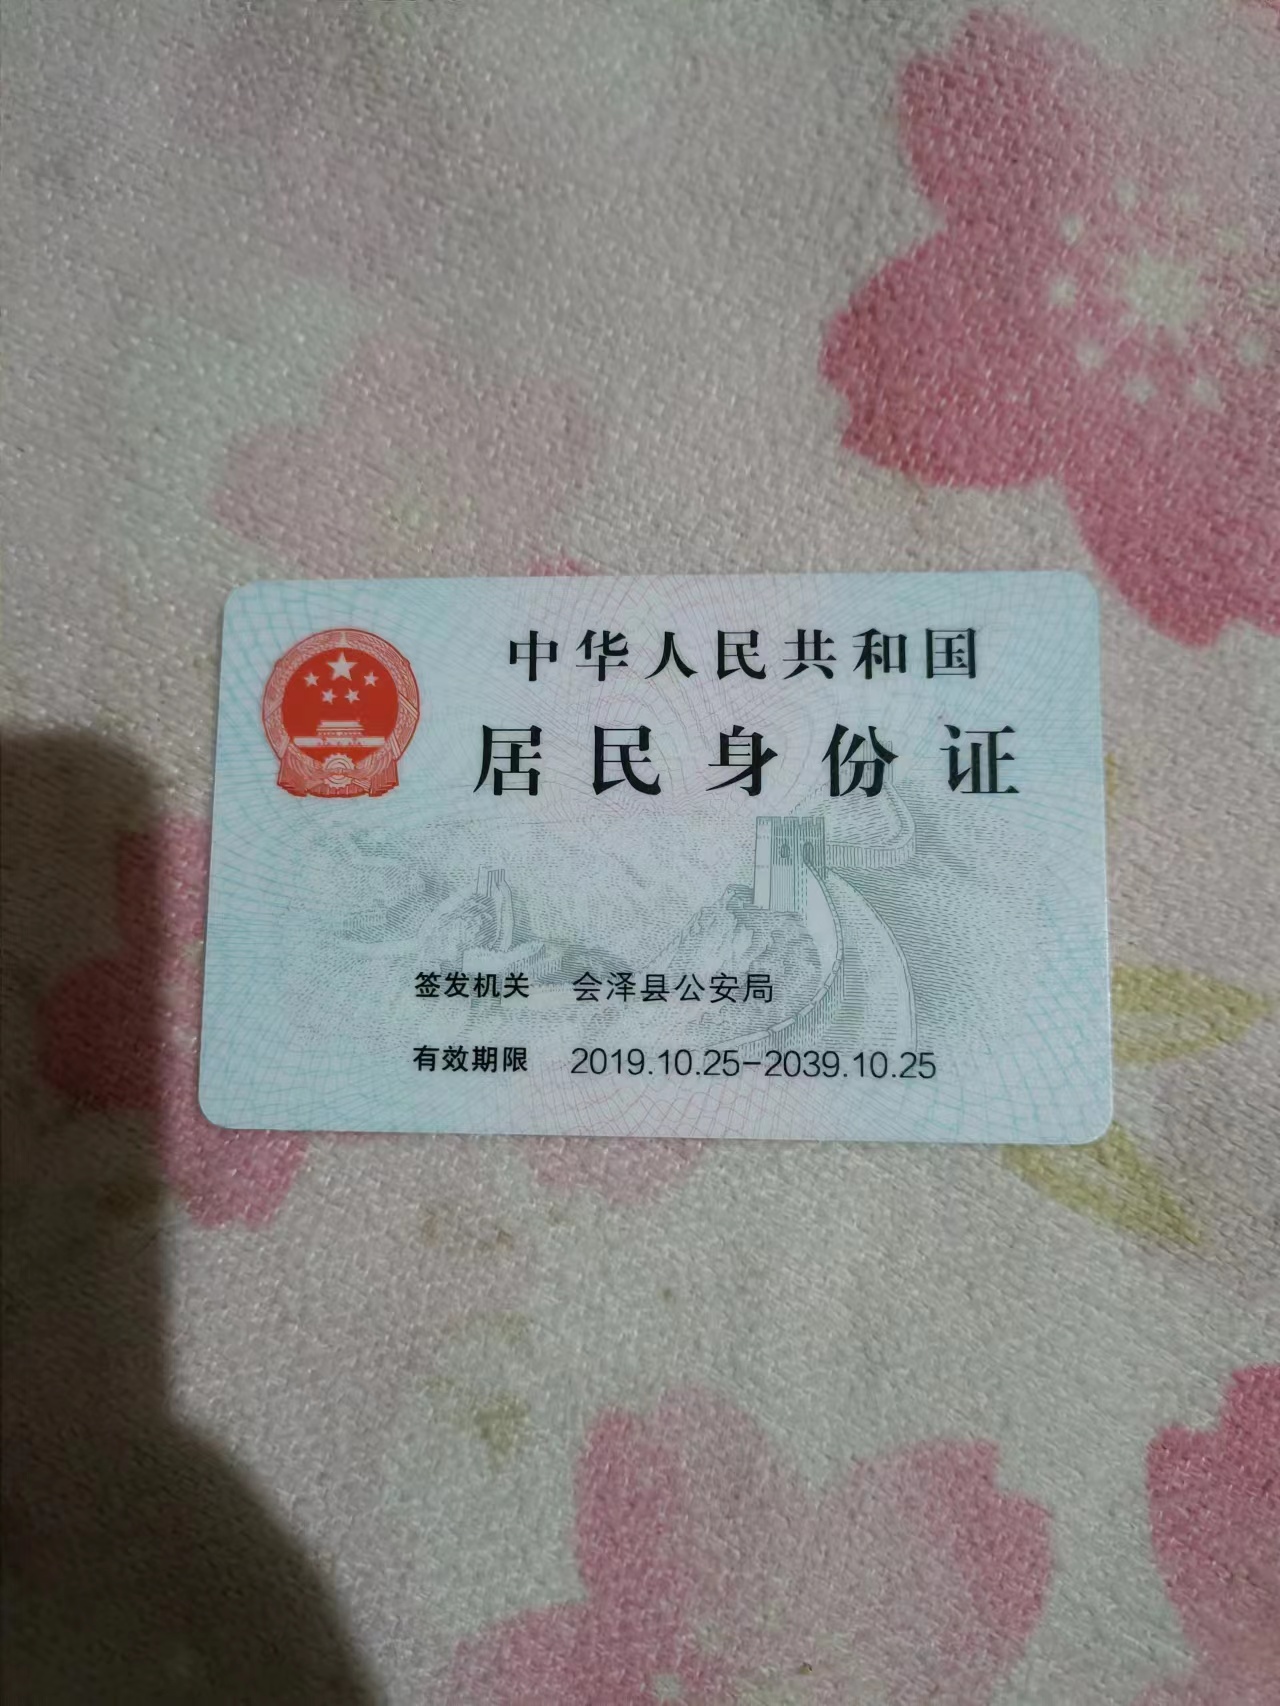 中华人民共和国
居民身份证
签发机关 会泽县公安局
有效期限 2019.10.25-2039.10.25